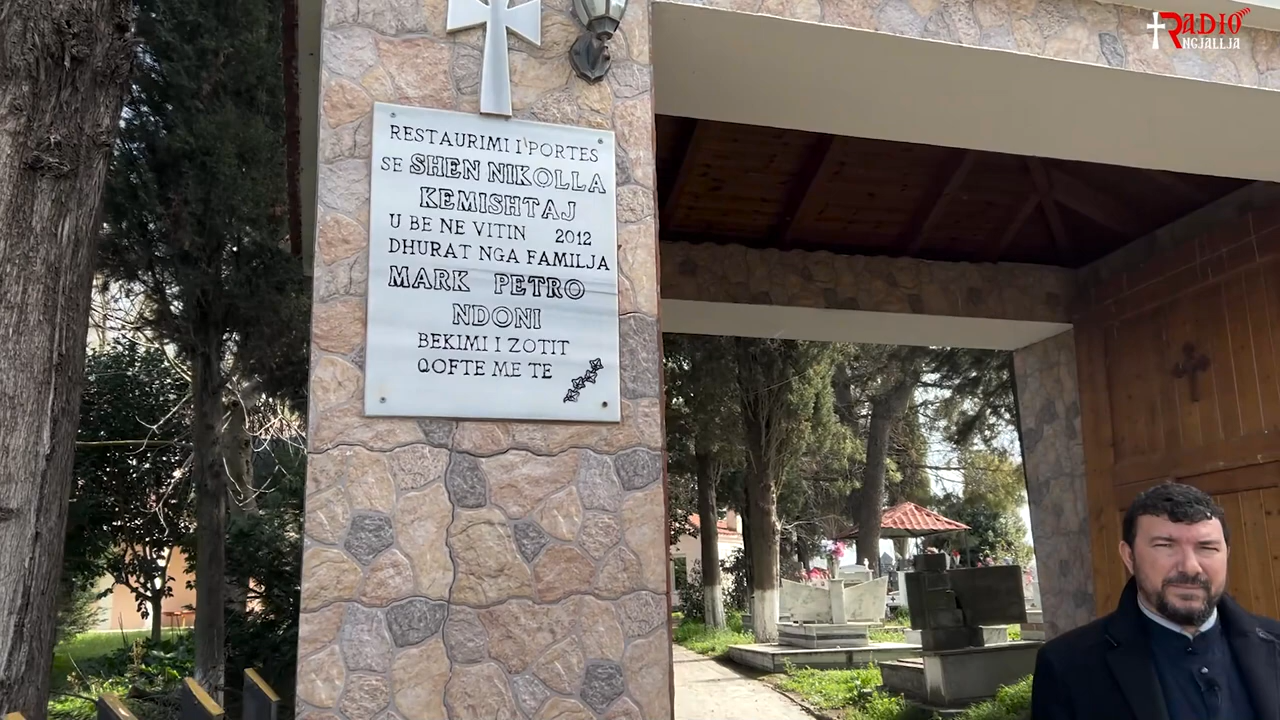 RADIO
NGJALLJA
RESTAURIMI I PORTES
SE SHEN NIKOLLA
KEMISHTAJ
U BE NE VITIN 2012
DHURAT NGA FAMILJA
MARK PETRO
NDONI
BEKIMI I ZOTIT
QOFTE ME TE